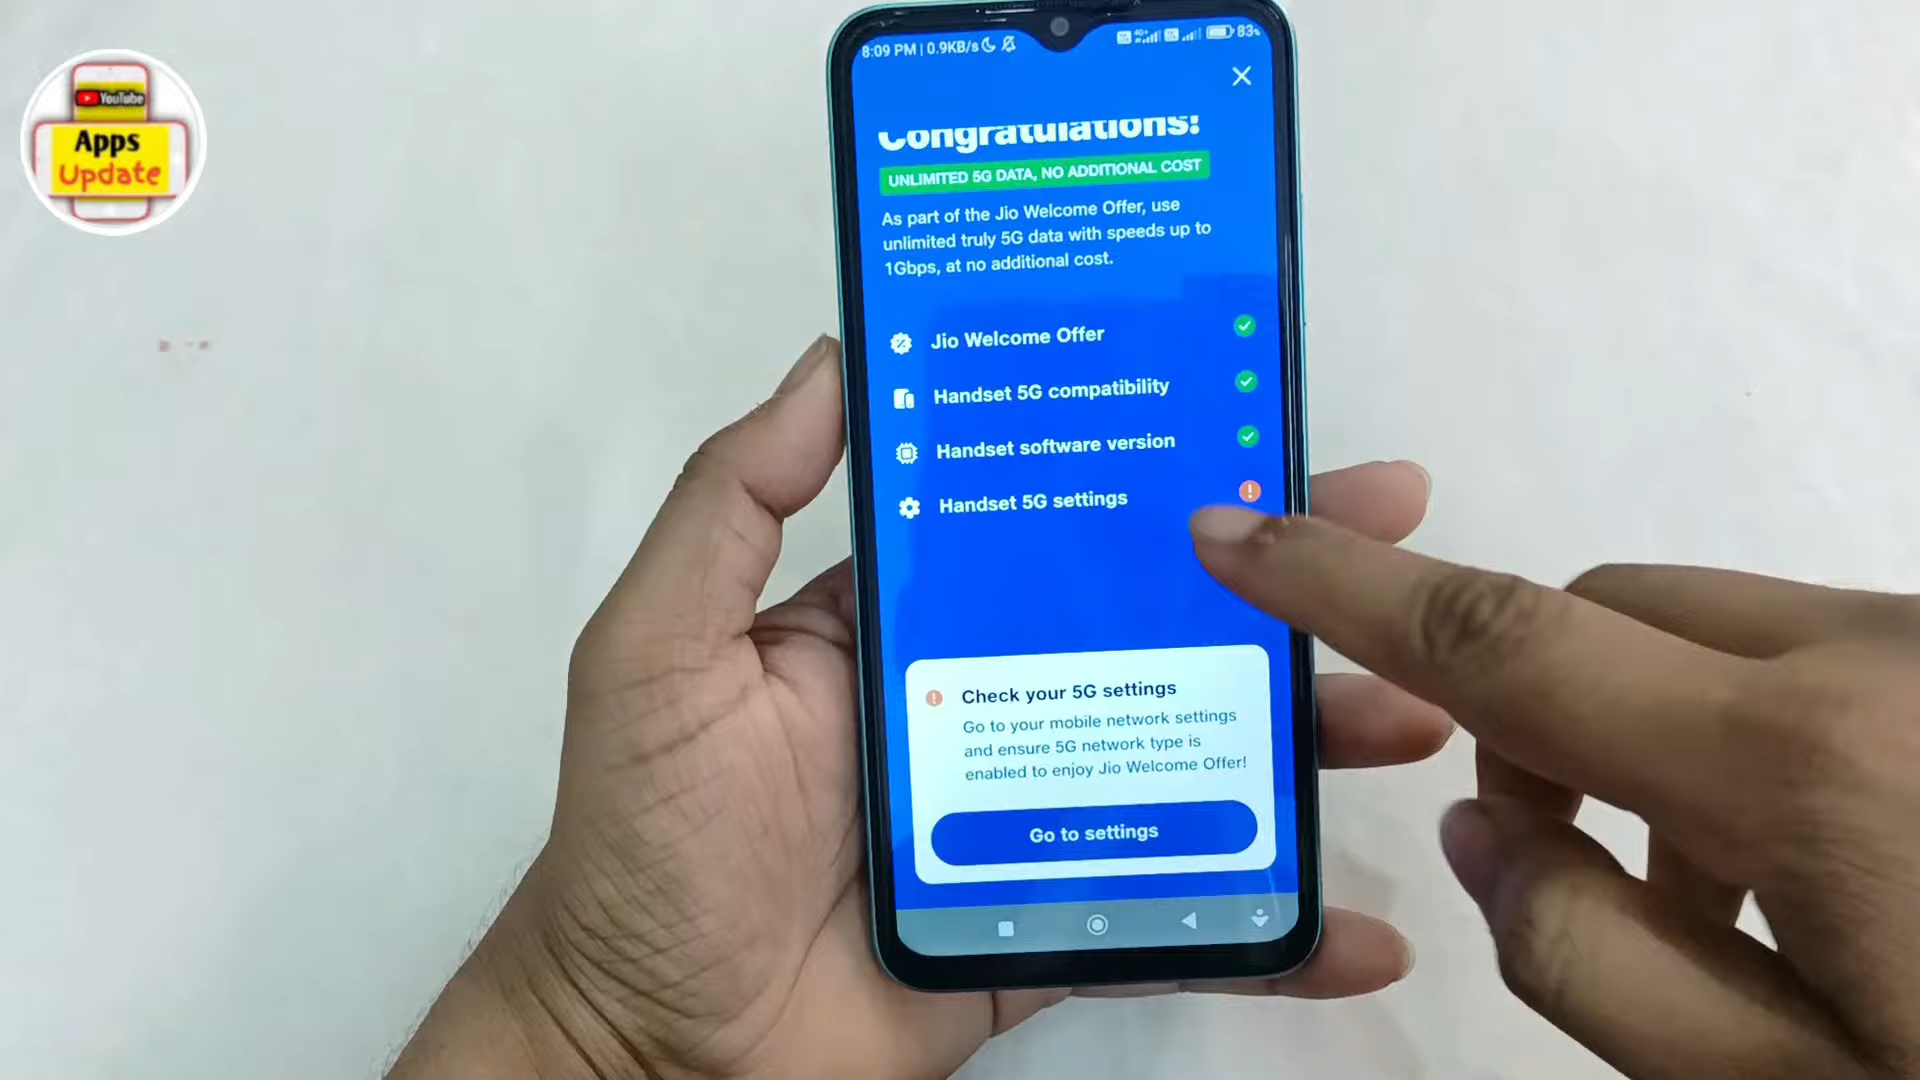 YouTube
Apps
Update
8:09 PM | 0.9KB/s
4G+
83%
Congratulations!
UNLIMITED 5G DATA, NO ADDITIONAL COST
As part of the Jio Welcome Offer, use
unlimited truly 5G data with speeds up to
1Gbps, at no additional cost.
Jio Welcome Offer
Handset 5G compatibility
Handset software version
Handset 5G settings
Check your 5G settings
Go to your mobile network settings
and ensure 5G network type is
enabled to enjoy Jio Welcome Offer!
Go to settings